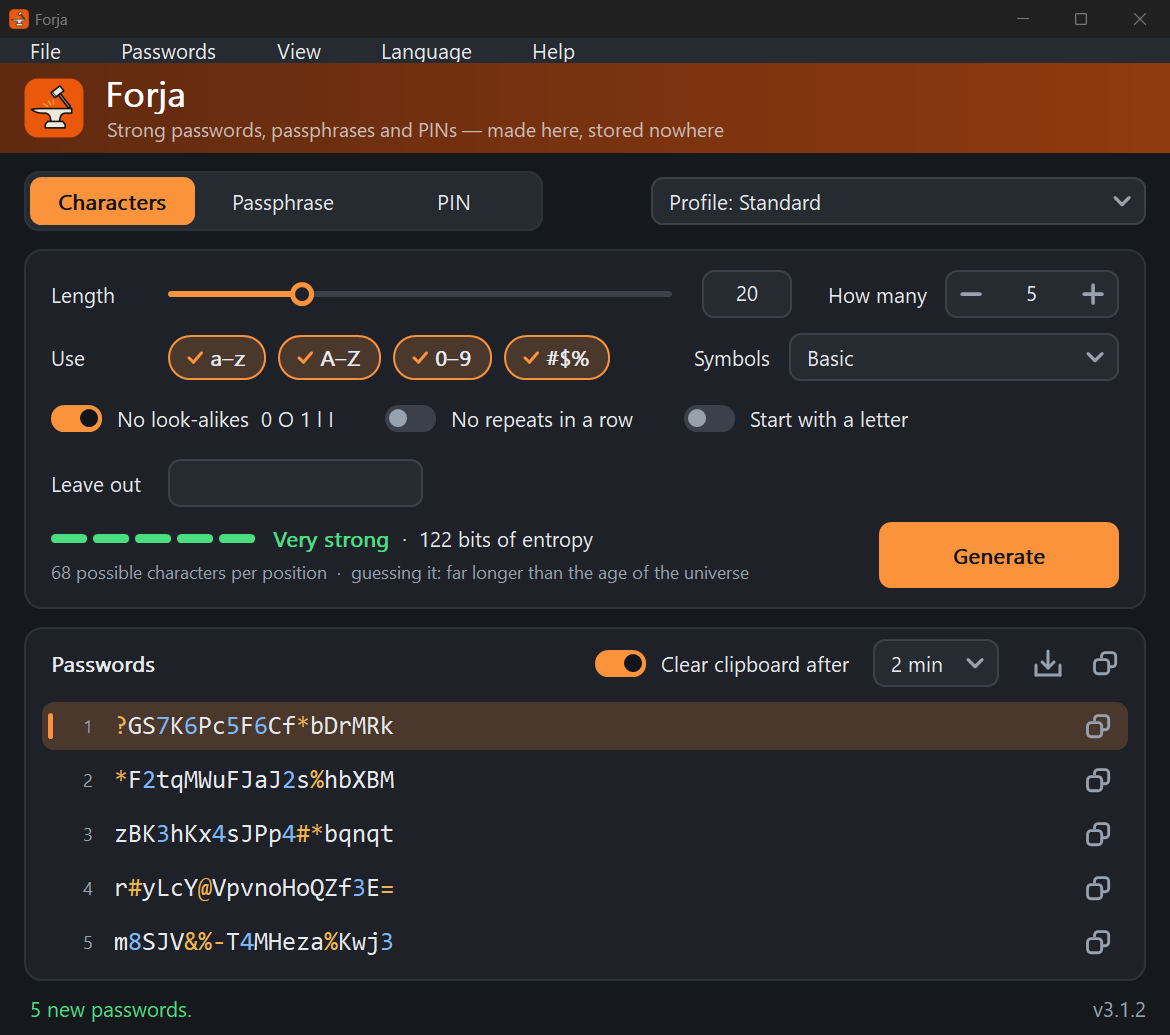 Forja
File Passwords View Language Help
Forja
Strong passwords, passphrases and PINs — made here, stored nowhere
Characters Passphrase PIN Profile: Standard
Length 20 How many 5
Use a–z A–Z 0–9 #$% Symbols Basic
No look-alikes 0 O 1 l I No repeats in a row Start with a letter
Leave out
Very strong · 122 bits of entropy
Generate
68 possible characters per position · guessing it: far longer than the age of the universe
Passwords Clear clipboard after 2 min
1 ?GS7K6Pc5F6Cf*bDrMRk
2 *F2tqMWuFJaJ2s%hbXBM
3 zBK3hKx4sJPp4#*bqnqt
4 r#yLcY@VpvnoHoQZf3E=
5 m8SJV&%-T4MHeza%Kwj3
5 new passwords. v3.1.2